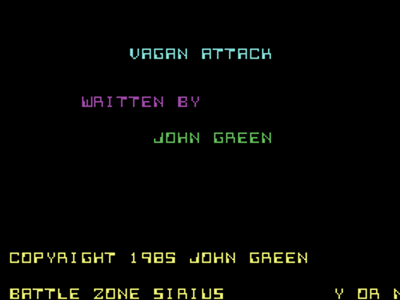 VAGAN ATTACK
WRITTEN BY
JOHN GREEN
COPYRIGHT 1985 JOHN GREEN
BATTLE ZONE SIRIUS Y OR N